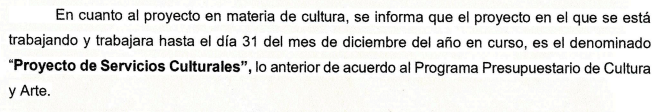 En cuanto al proyecto en materia de cultura, se informa que el proyecto en el que se está
trabajando y trabajara hasta el día 31 del mes de diciembre del año en curso, es el denominado
“Proyecto de Servicios Culturales”, lo anterior de acuerdo al Programa Presupuestario de Cultura
y Arte.